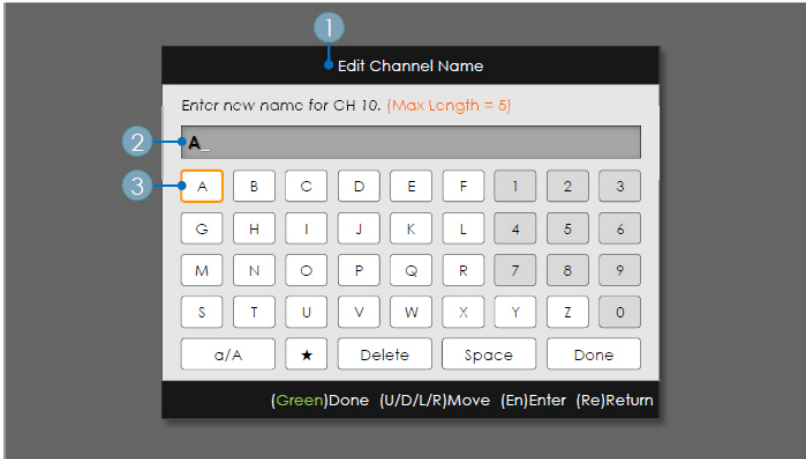 1
Edit Channel Name
Enter new name for CH 10. (Max Length = 5)
2 A_
3 A B C D E F 1 2 3
G H I J K L 4 5 6
M N O P Q R 7 8 9
S T U V W X Y Z 0
a/A ★ Delete Space Done
(Green)Done (U/D/L/R)Move (En)Enter (Re)Return